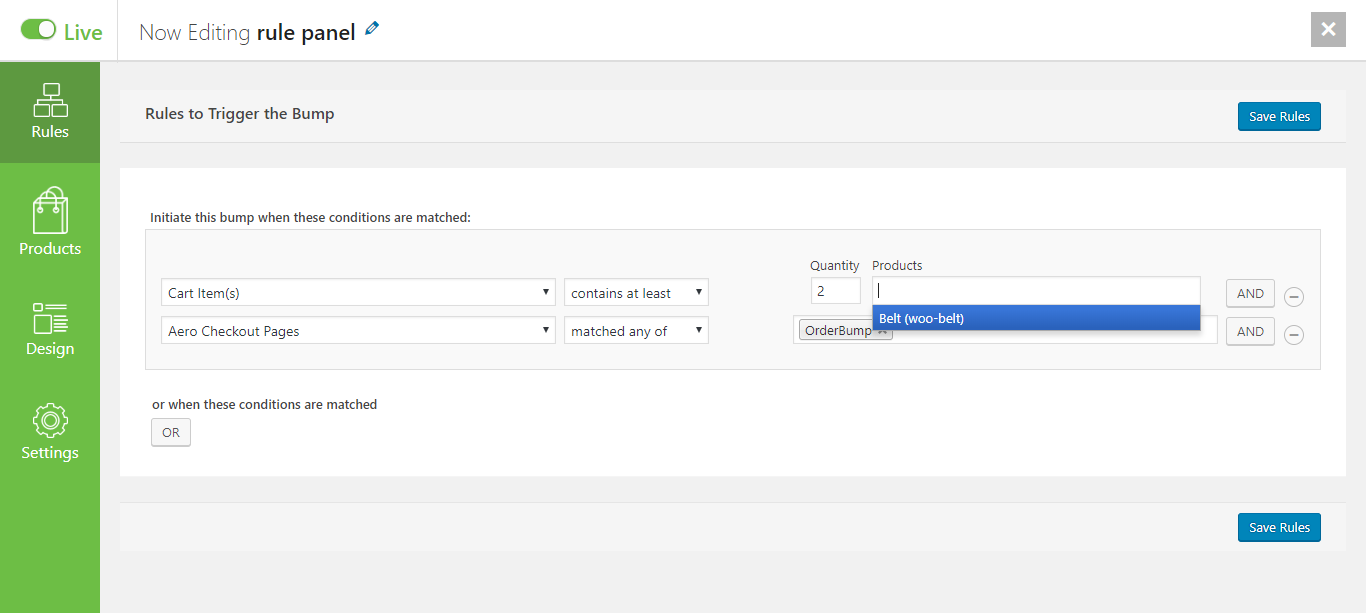 Live
Now Editing rule panel
Rules
Products
Design
Settings
Rules to Trigger the Bump
Save Rules
Initiate this bump when these conditions are matched:
Quantity Products
Cart Item(s) contains at least 2 AND
Belt (woo-belt)
Aero Checkout Pages matched any of OrderBump AND
or when these conditions are matched
OR
Save Rules